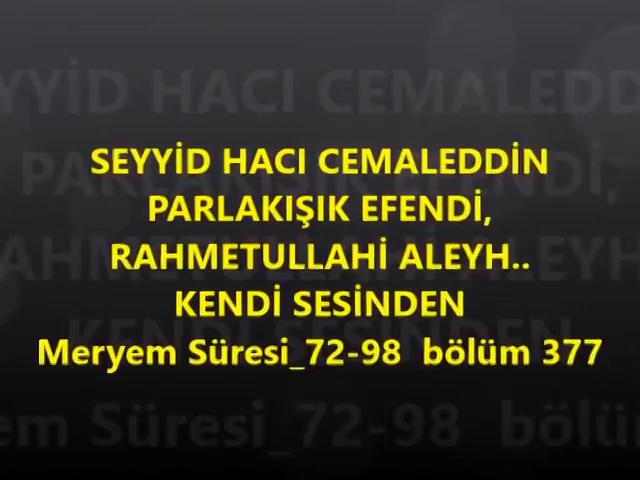 SEYYİD HACI CEMALEDDİN
PARLAKIŞIK EFENDİ,
RAHMETULLAHİ ALEYH..
KENDİ SESİNDEN
Meryem Süresi_72-98 bölüm 377